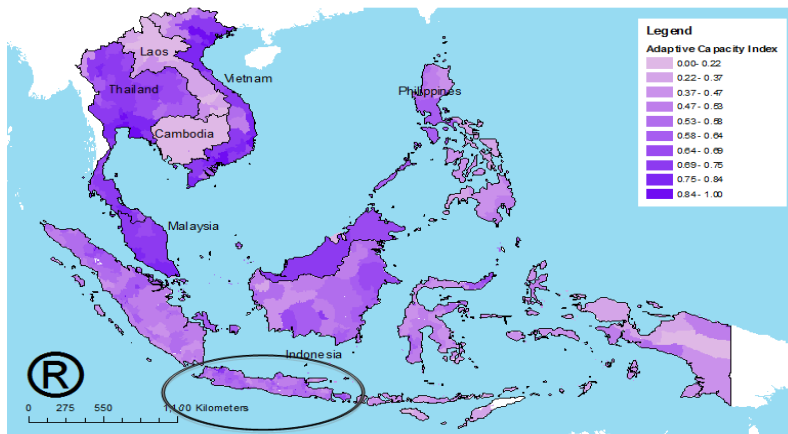 Legend
Adaptive Capacity Index
0.00- 0.22
0.22 - 0.37
0.37 - 0.47
0.47 - 0.53
0.53 - 0.58
0.58 - 0.64
0.64 - 0.69
0.69 - 0.75
0.75 - 0.84
0.84 - 1.00
Laos
Thailand
Vietnam
Philippines
Cambodia
Malaysia
Indonesia
®
0 275 550 1,100 Kilometers